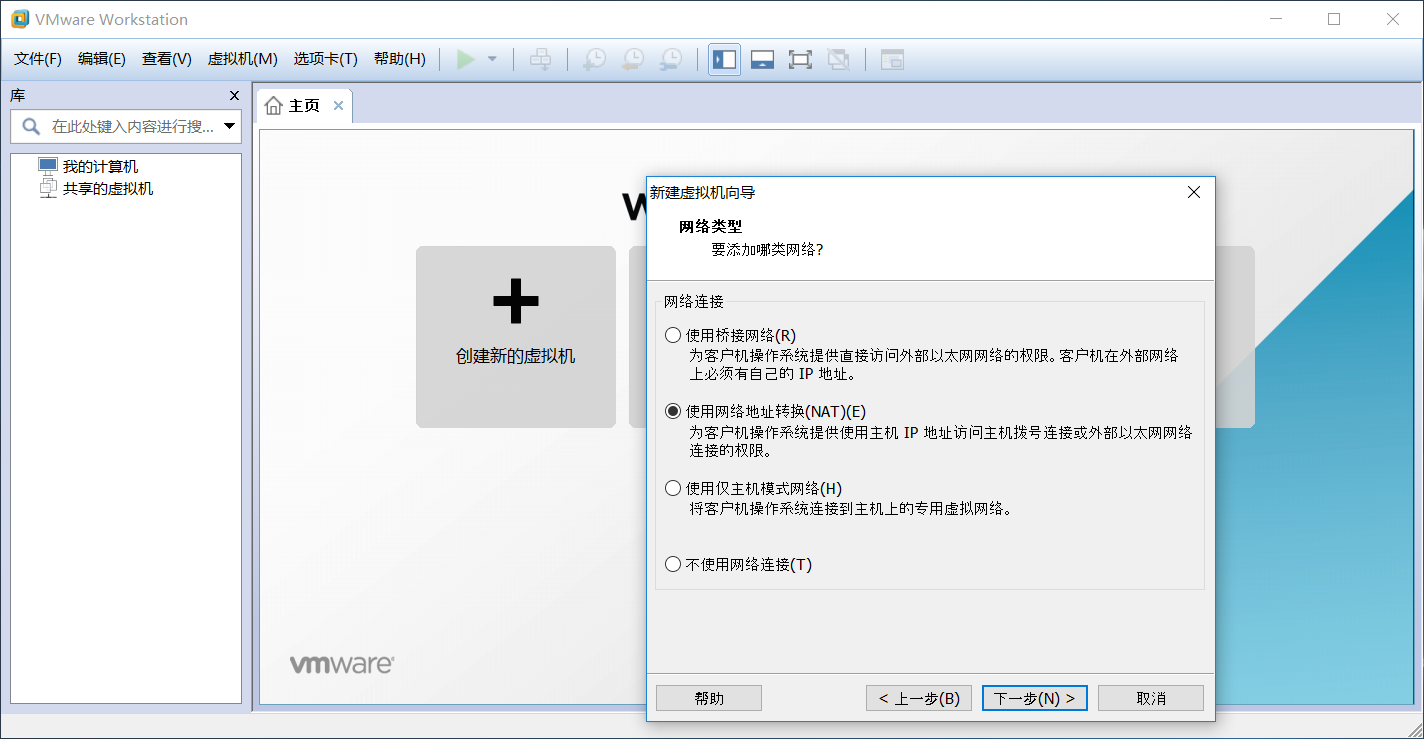 VMware Workstation
文件(F) 编辑(E) 查看(V) 虚拟机(M) 选项卡(T) 帮助(H)
库
在此处键入内容进行搜...
我的计算机
共享的虚拟机
主页
W
创建新的虚拟机
vmware
新建虚拟机向导
网络类型
要添加哪类网络?
网络连接
使用桥接网络(R)
为客户机操作系统提供直接访问外部以太网网络的权限。客户机在外部网络
上必须有自己的 IP 地址。
使用网络地址转换(NAT)(E)
为客户机操作系统提供使用主机 IP 地址访问主机拨号连接或外部以太网网络
连接的权限。
使用仅主机模式网络(H)
将客户机操作系统连接到主机上的专用虚拟网络。
不使用网络连接(T)
帮助 < 上一步(B) 下一步(N) > 取消